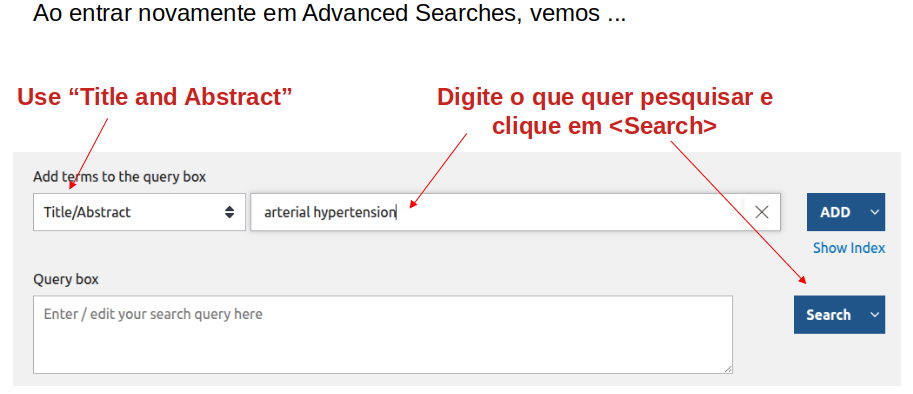 Ao entrar novamente em Advanced Searches, vemos ...
Use “Title and Abstract”
Digite o que quer pesquisar e
clique em <Search>
Add terms to the query box
Title/Abstract
arterial hypertension
ADD
Show Index
Query box
Enter / edit your search query here
Search